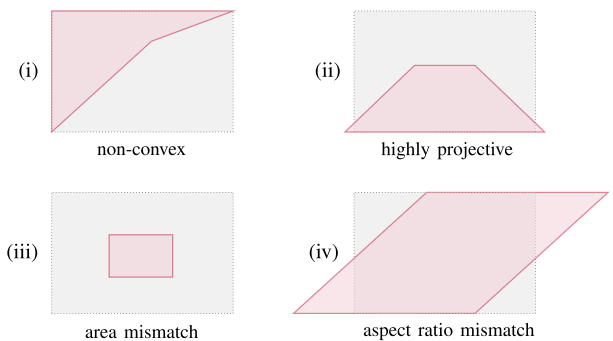 (i)
non-convex
(ii)
highly projective
(iii)
area mismatch
(iv)
aspect ratio mismatch